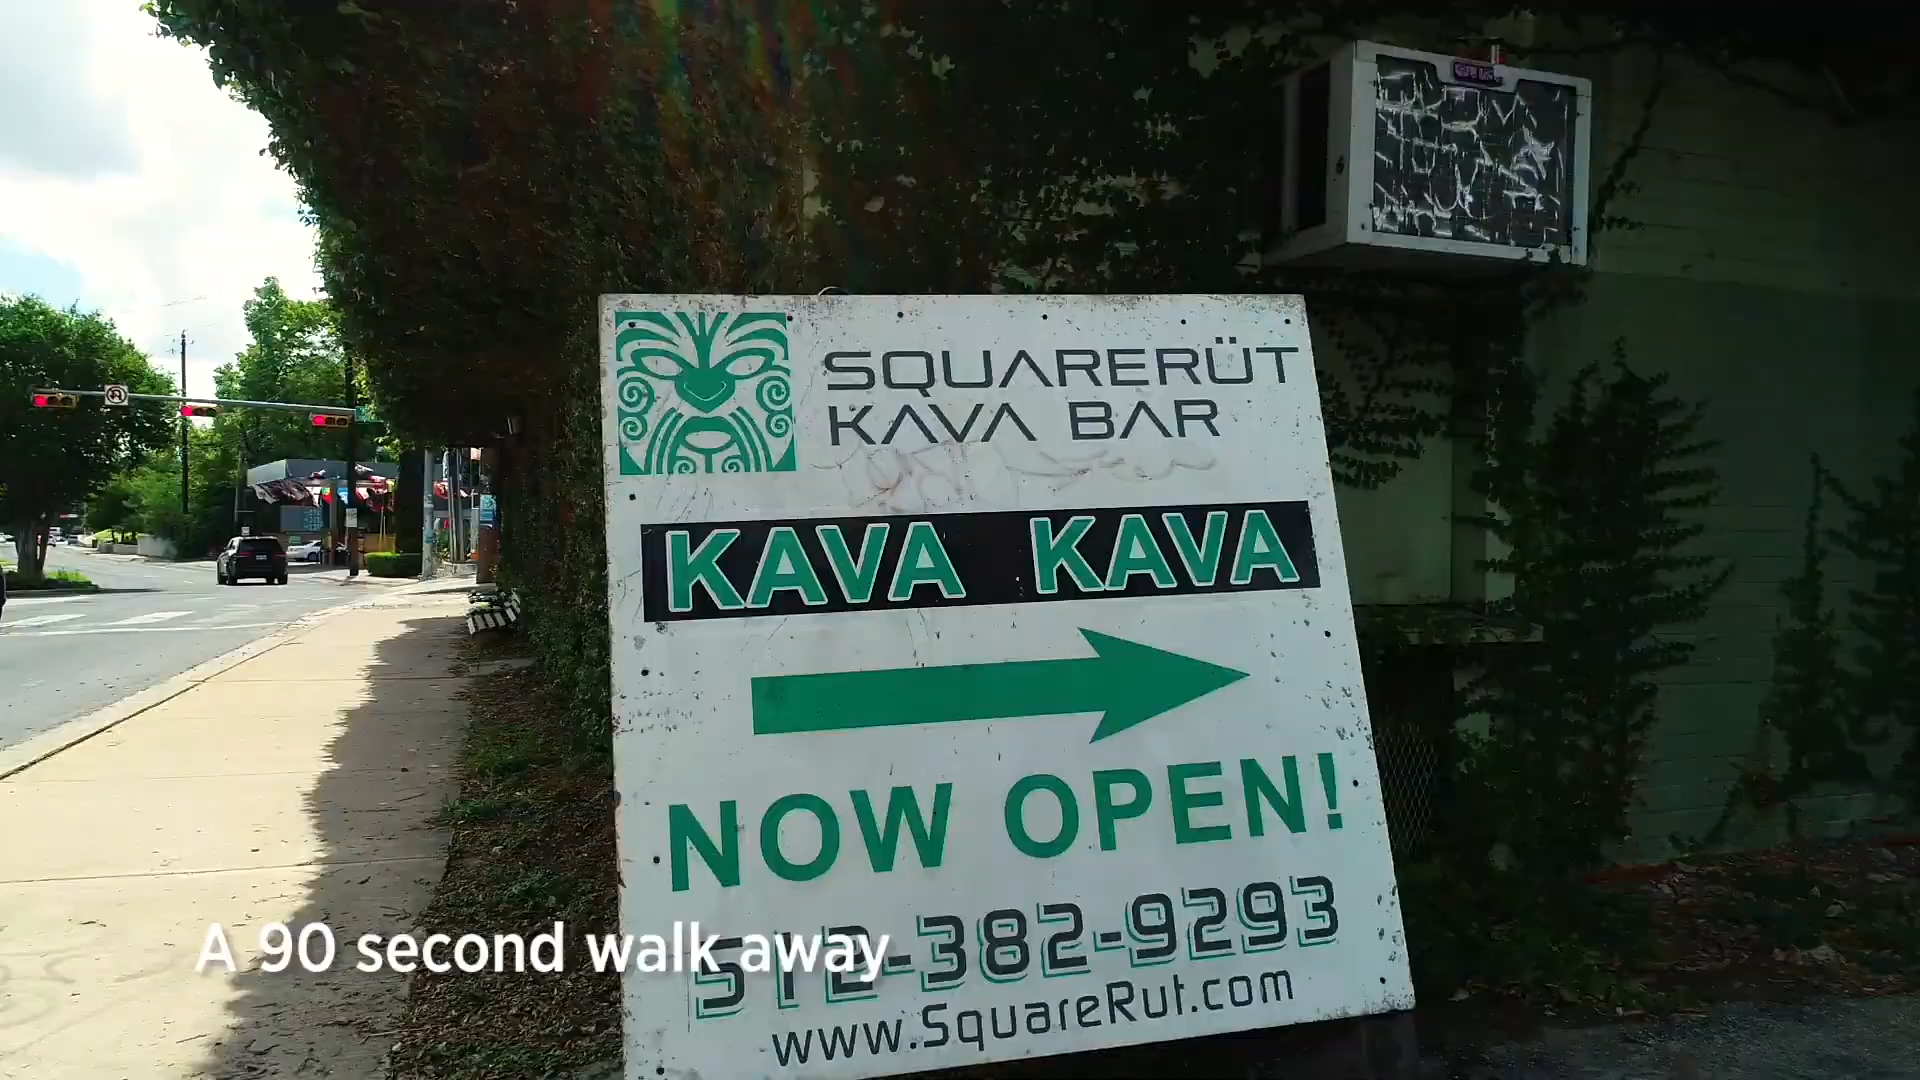 SQUARERÜT
KAVA BAR
KAVA KAVA
NOW OPEN!
512-382-9293
www.SquareRut.com
A 90 second walk away